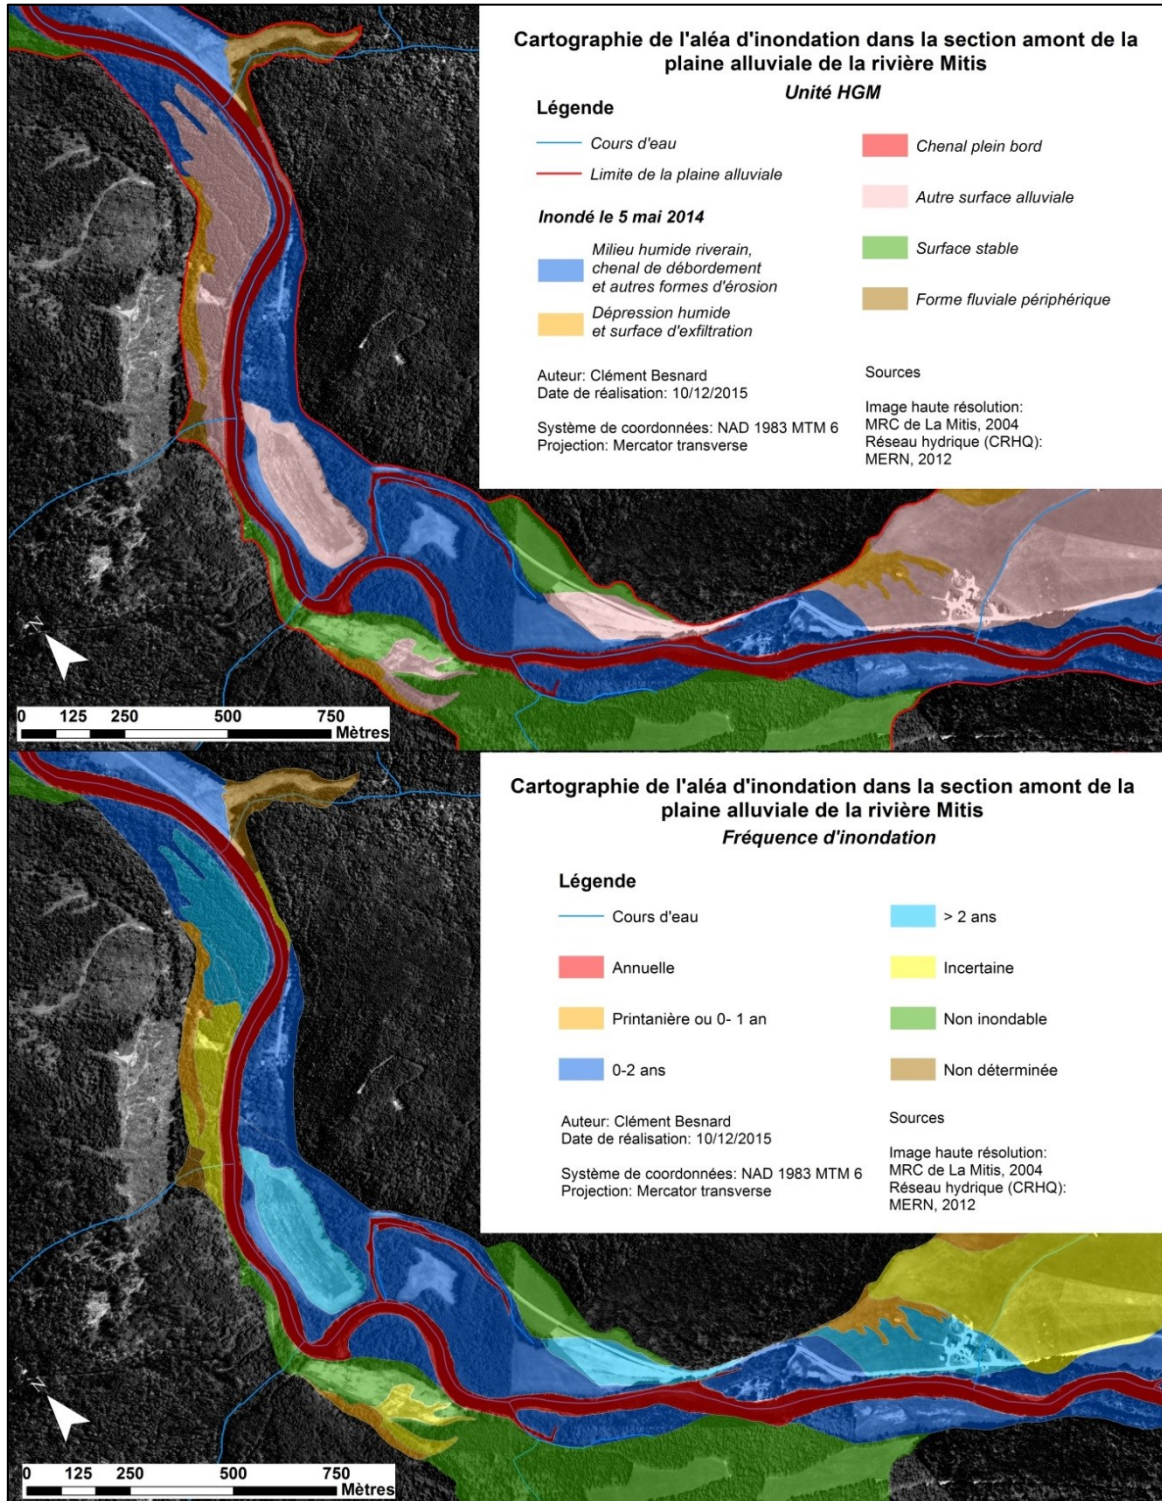 Cartographie de l'aléa d'inondation dans la section amont de la
plaine alluviale de la rivière Mitis
Unité HGM
Légende
Cours d'eau
Limite de la plaine alluviale
Inondé le 5 mai 2014
Milieu humide riverain,
chenal de débordement
et autres formes d'érosion
Dépression humide
et surface d'exfiltration
Chenal plein bord
Autre surface alluviale
Surface stable
Forme fluviale périphérique
Auteur: Clément Besnard
Date de réalisation: 10/12/2015
Système de coordonnées: NAD 1983 MTM 6
Projection: Mercator transverse
Sources
Image haute résolution:
MRC de La Mitis, 2004
Réseau hydrique (CRHQ):
MERN, 2012
N
0 125 250 500 750
Mètres
Cartographie de l'aléa d'inondation dans la section amont de la
plaine alluviale de la rivière Mitis
Fréquence d'inondation
Légende
Cours d'eau
Annuelle
Printanière ou 0- 1 an
0-2 ans
> 2 ans
Incertaine
Non inondable
Non déterminée
Auteur: Clément Besnard
Date de réalisation: 10/12/2015
Système de coordonnées: NAD 1983 MTM 6
Projection: Mercator transverse
Sources
Image haute résolution:
MRC de La Mitis, 2004
Réseau hydrique (CRHQ):
MERN, 2012
N
0 125 250 500 750
Mètres